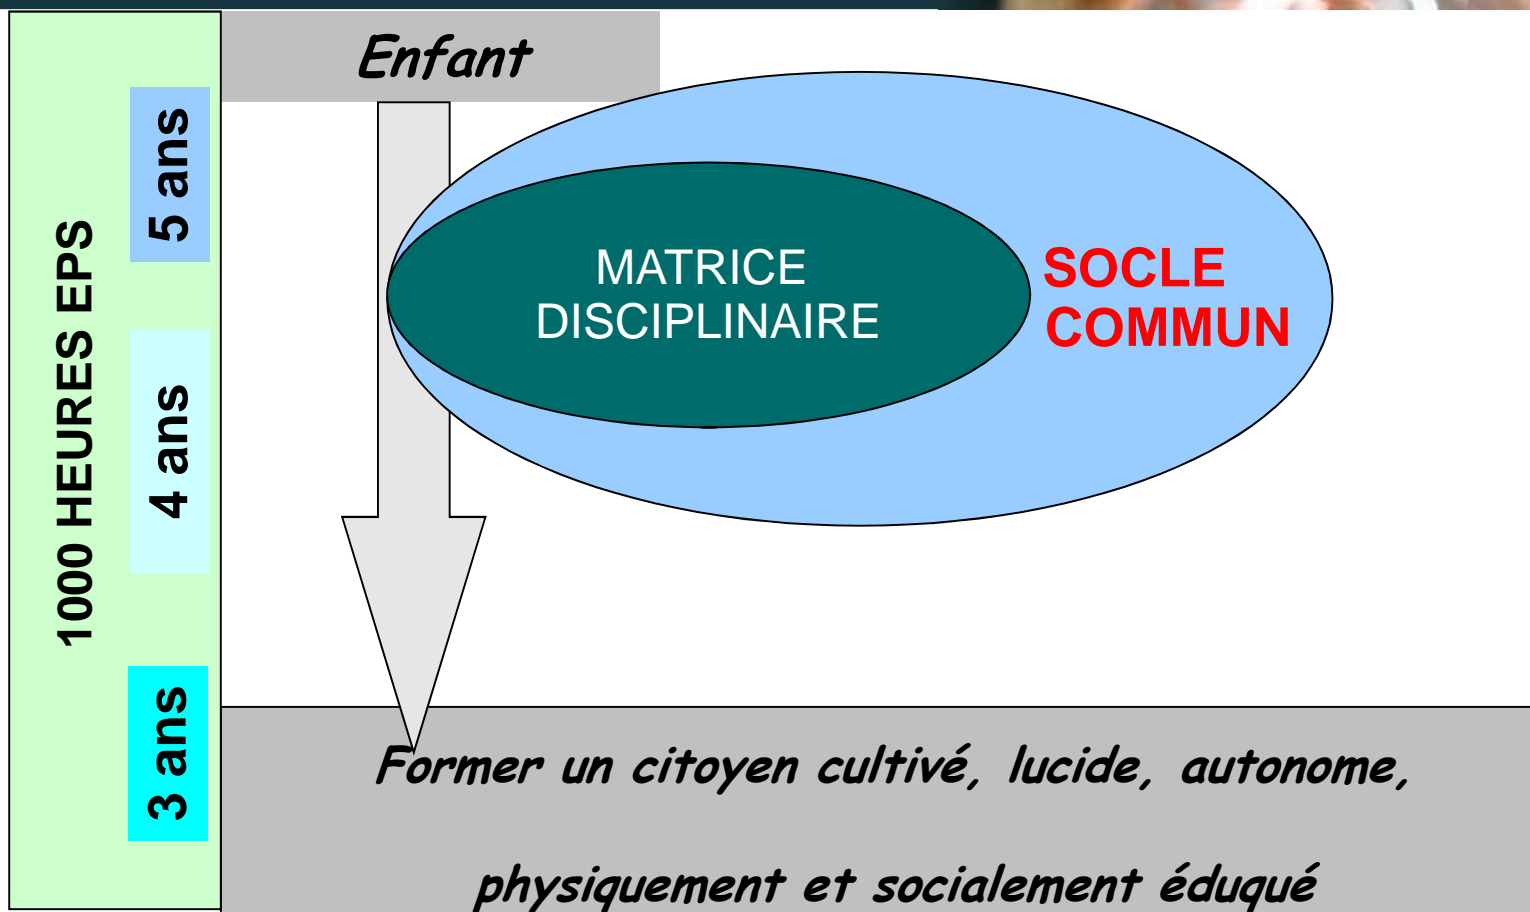 1000 HEURES EPS
5 ans
4 ans
3 ans
Enfant
MATRICE
DISCIPLINAIRE
SOCLE
COMMUN
Former un citoyen cultivé, lucide, autonome,
physiquement et socialement éduqué